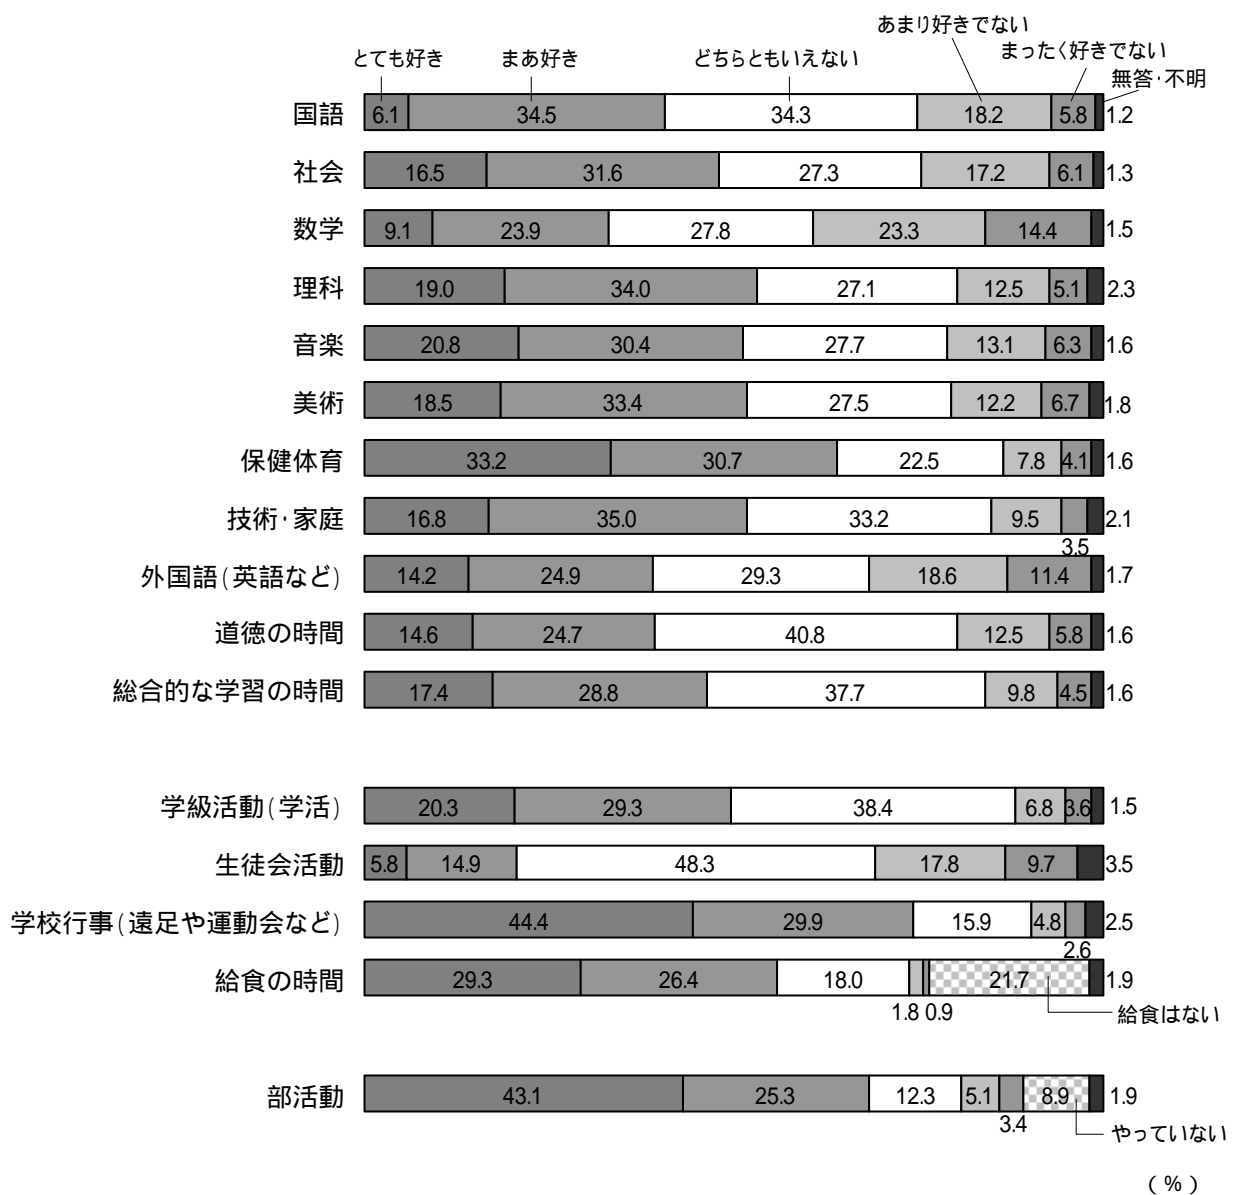 あまり好きでない
とても好き まあ好き どちらともいえない まったく好きでない
無答・不明
国語 6.1 34.5 34.3 18.2 5.8 1.2
社会 16.5 31.6 27.3 17.2 6.1 1.3
数学 9.1 23.9 27.8 23.3 14.4 1.5
理科 19.0 34.0 27.1 12.5 5.1 2.3
音楽 20.8 30.4 27.7 13.1 6.3 1.6
美術 18.5 33.4 27.5 12.2 6.7 1.8
保健体育 33.2 30.7 22.5 7.8 4.1 1.6
技術・家庭 16.8 35.0 33.2 9.5 2.1
3.5
外国語(英語など) 14.2 24.9 29.3 18.6 11.4 1.7
道徳の時間 14.6 24.7 40.8 12.5 5.8 1.6
総合的な学習の時間 17.4 28.8 37.7 9.8 4.5 1.6
学級活動(学活) 20.3 29.3 38.4 6.8 3.6 1.5
生徒会活動 5.8 14.9 48.3 17.8 9.7 3.5
学校行事(遠足や運動会など) 44.4 29.9 15.9 4.8 2.5
2.6
給食の時間 29.3 26.4 18.0 21.7 1.9
1.8 0.9 給食はない
部活動 43.1 25.3 12.3 5.1 8.9 1.9
3.4 やっていない
(%)